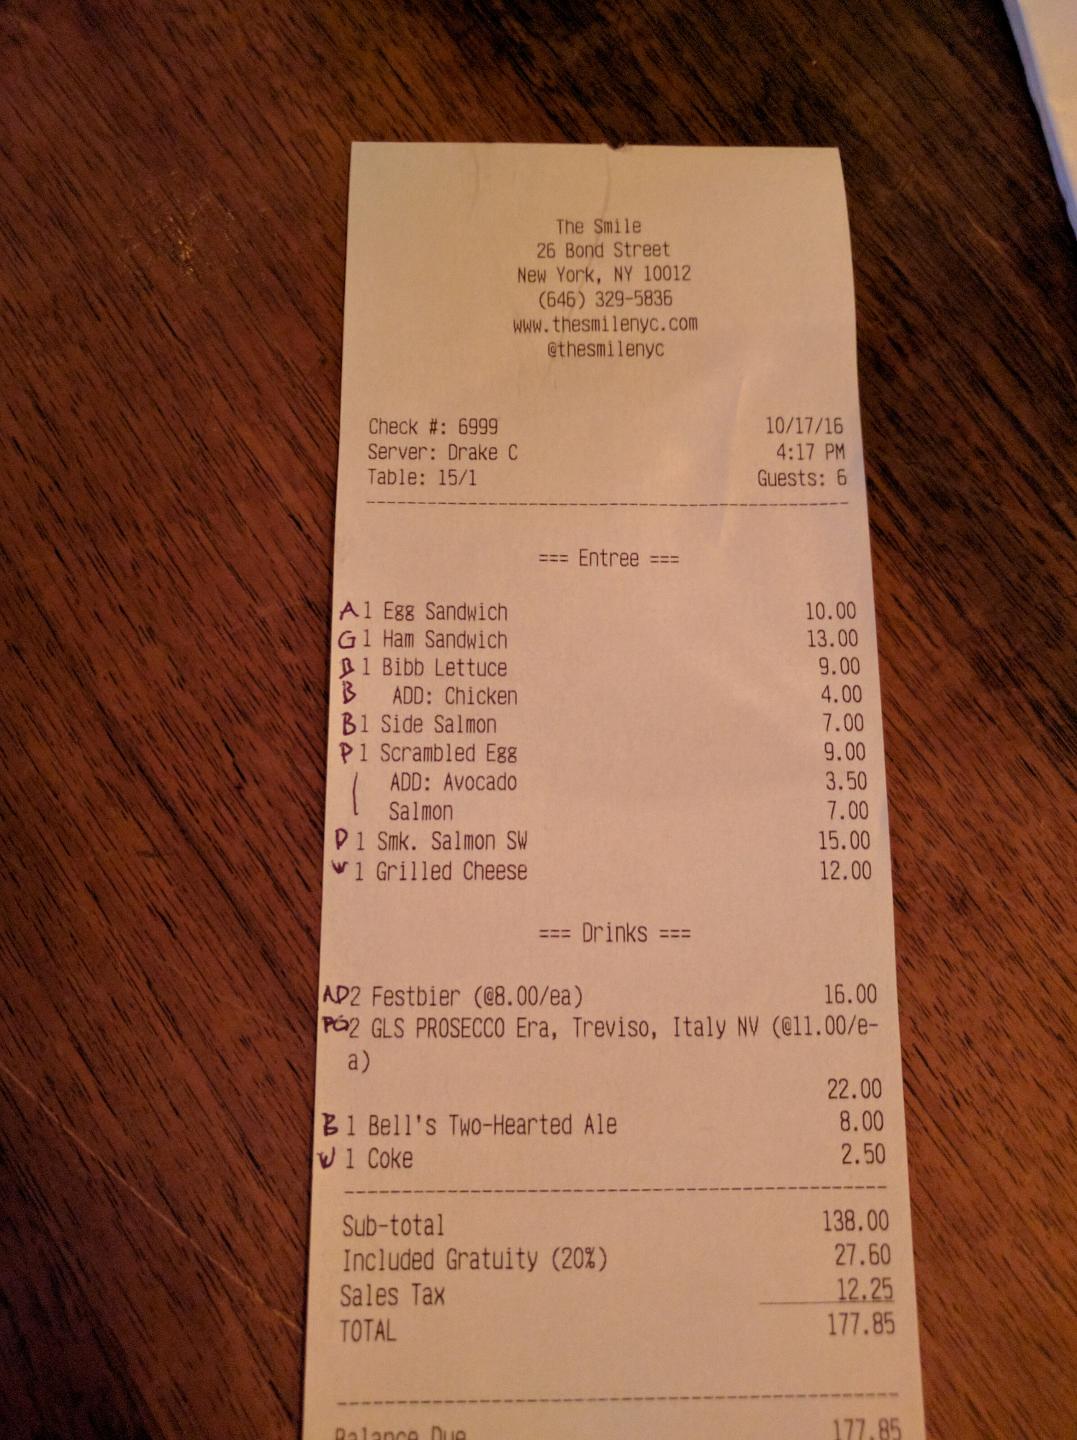 The Smile
26 Bond Street
New York, NY 10012
(646) 329-5836
www.thesmilenyc.com
@thesmilenyc
Check #: 6999 10/17/16
Server: Drake C 4:17 PM
Table: 15/1 Guests: 6
=== Entree ===
A 1 Egg Sandwich 10.00
G 1 Ham Sandwich 13.00
B 1 Bibb Lettuce 9.00
B ADD: Chicken 4.00
B 1 Side Salmon 7.00
P 1 Scrambled Egg 9.00
ADD: Avocado 3.50
Salmon 7.00
D 1 Smk. Salmon SW 15.00
W 1 Grilled Cheese 12.00
=== Drinks ===
AD 2 Festbier (@8.00/ea) 16.00
PG 2 GLS PROSECCO Era, Treviso, Italy NV (@11.00/e-
a)
22.00
B 1 Bell's Two-Hearted Ale 8.00
W 1 Coke 2.50
Sub-total 138.00
Included Gratuity (20%) 27.60
Sales Tax 12.25
TOTAL 177.85
Balance Due 177.85